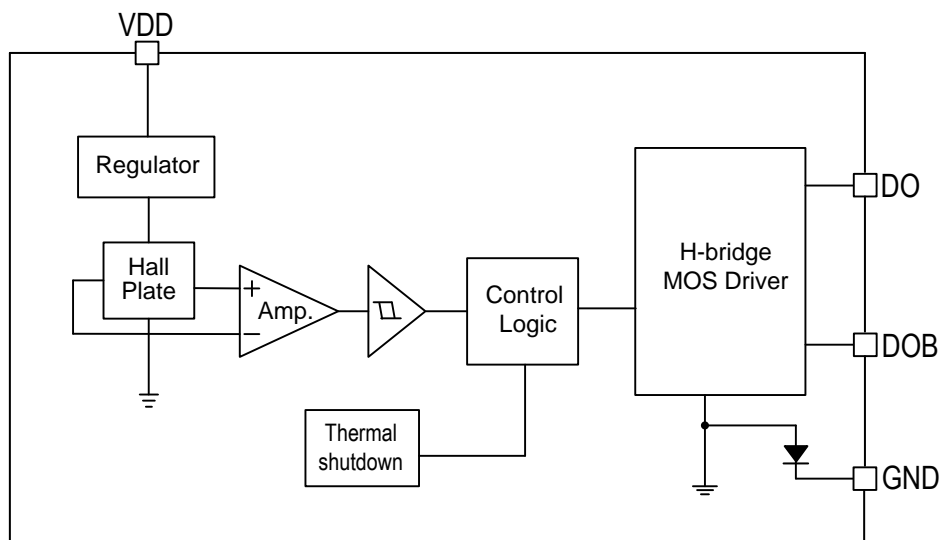 VDD
Regulator
Hall
Plate
+
−
Amp.
Control
Logic
Thermal
shutdown
H-bridge
MOS Driver
DO
DOB
GND